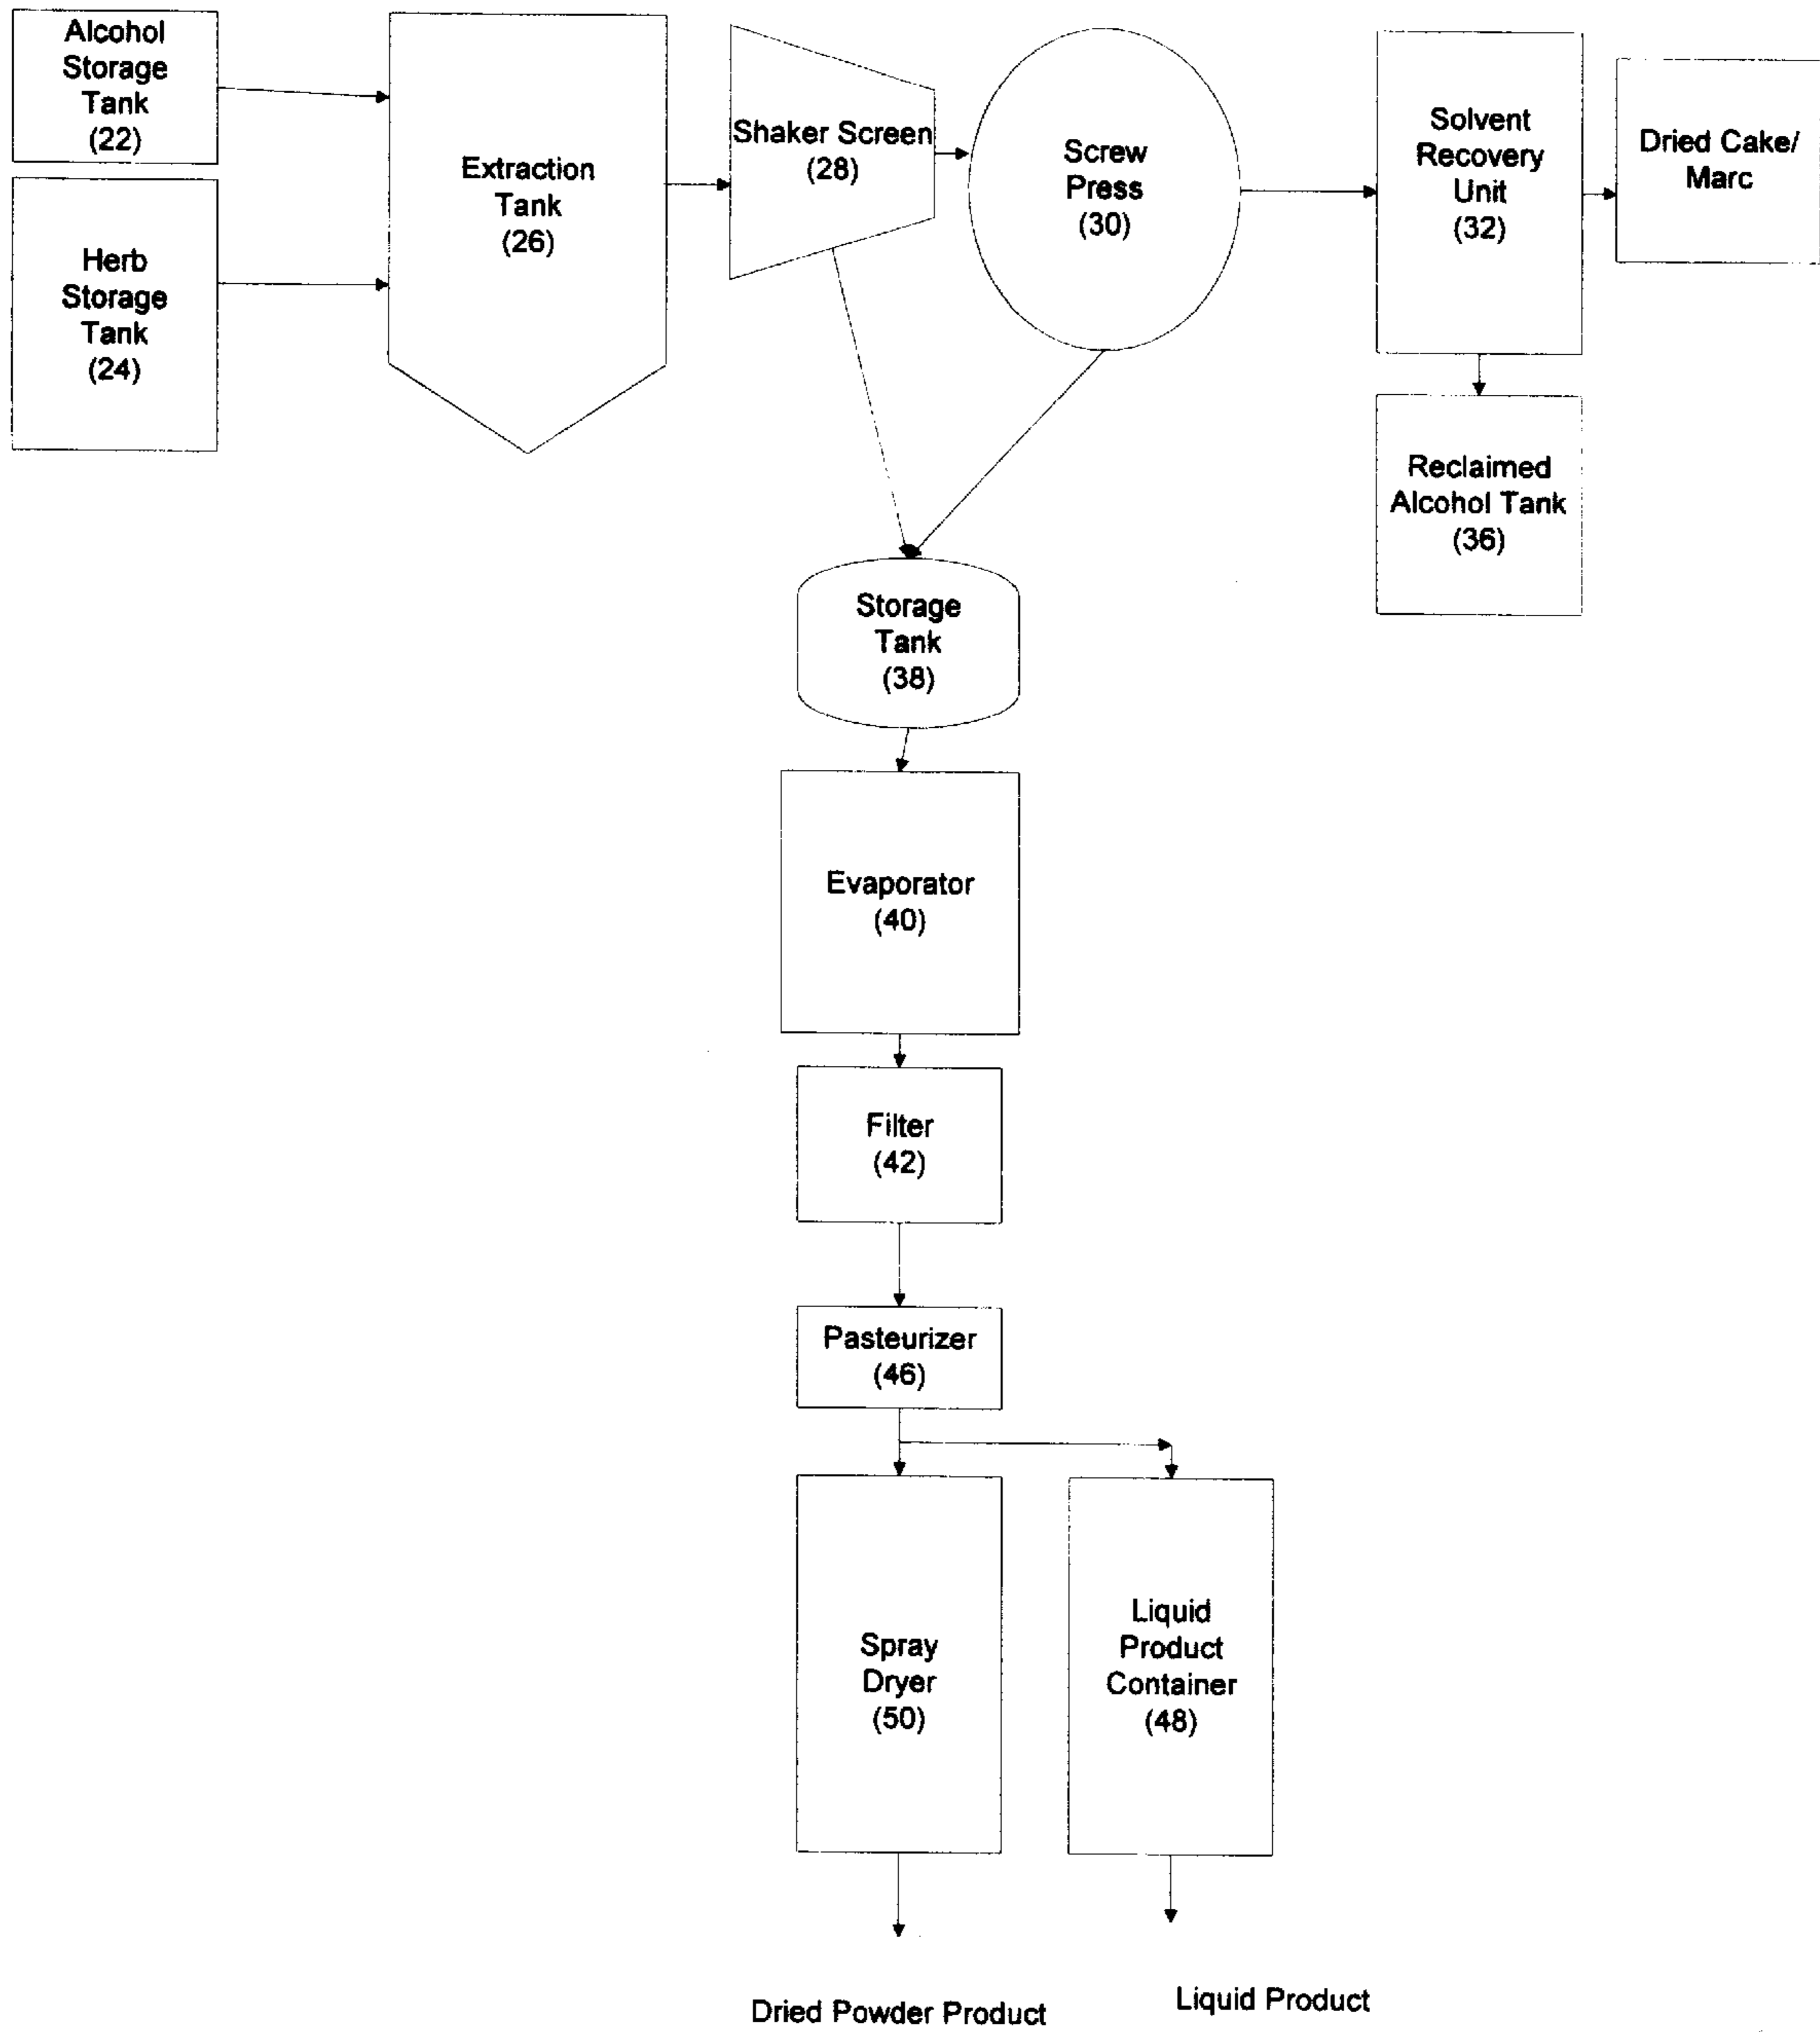 Alcohol
Storage
Tank
(22)
Herb
Storage
Tank
(24)
Extraction
Tank
(26)
Shaker Screen
(28)
Screw
Press
(30)
Solvent
Recovery
Unit
(32)
Dried Cake/
Marc
Reclaimed
Alcohol Tank
(36)
Storage
Tank
(38)
Evaporator
(40)
Filter
(42)
Pasteurizer
(46)
Spray
Dryer
(50)
Liquid
Product
Container
(48)
Dried Powder Product
Liquid Product